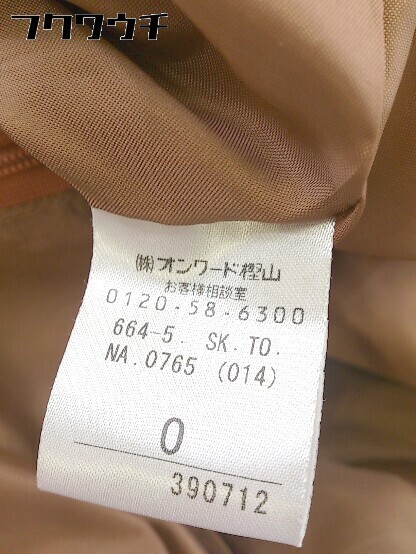 フクワウチ
(株)オンワード樫山
お客様相談室
0120-58-6300
664-5. SK.TO.
NA.0765 (014)
0
390712